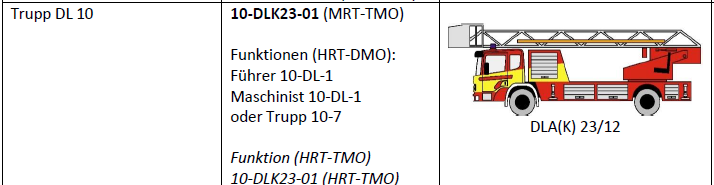 Trupp DL 10
10-DLK23-01 (MRT-TMO)
Funktionen (HRT-DMO):
Führer 10-DL-1
Maschinist 10-DL-1
oder Trupp 10-7
Funktion (HRT-TMO)
10-DLK23-01 (HRT-TMO)
DLA(K) 23/12